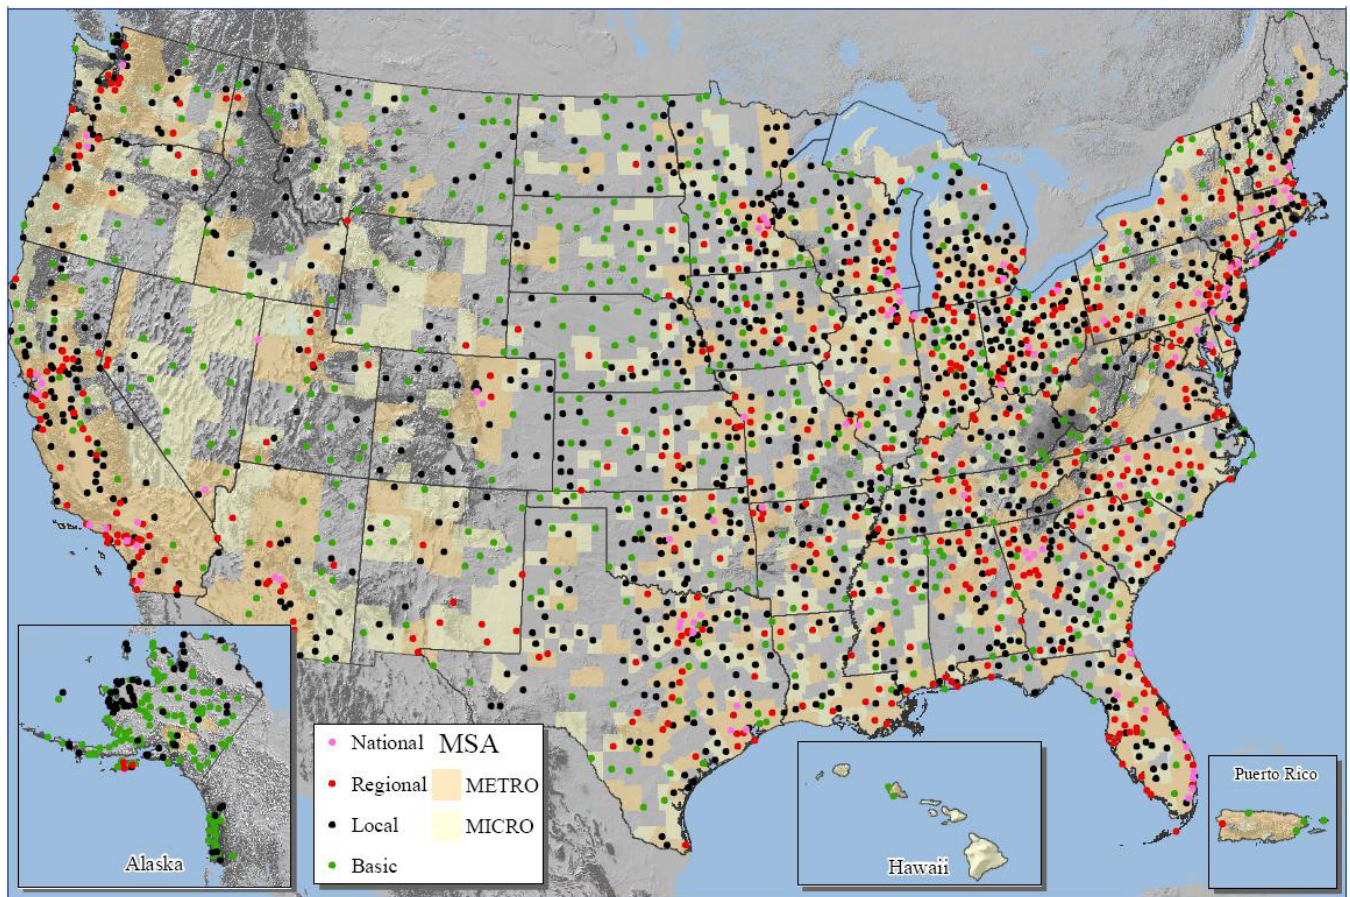 National MSA
Regional METRO
Local MICRO
Basic
Alaska
Hawaii
Puerto Rico